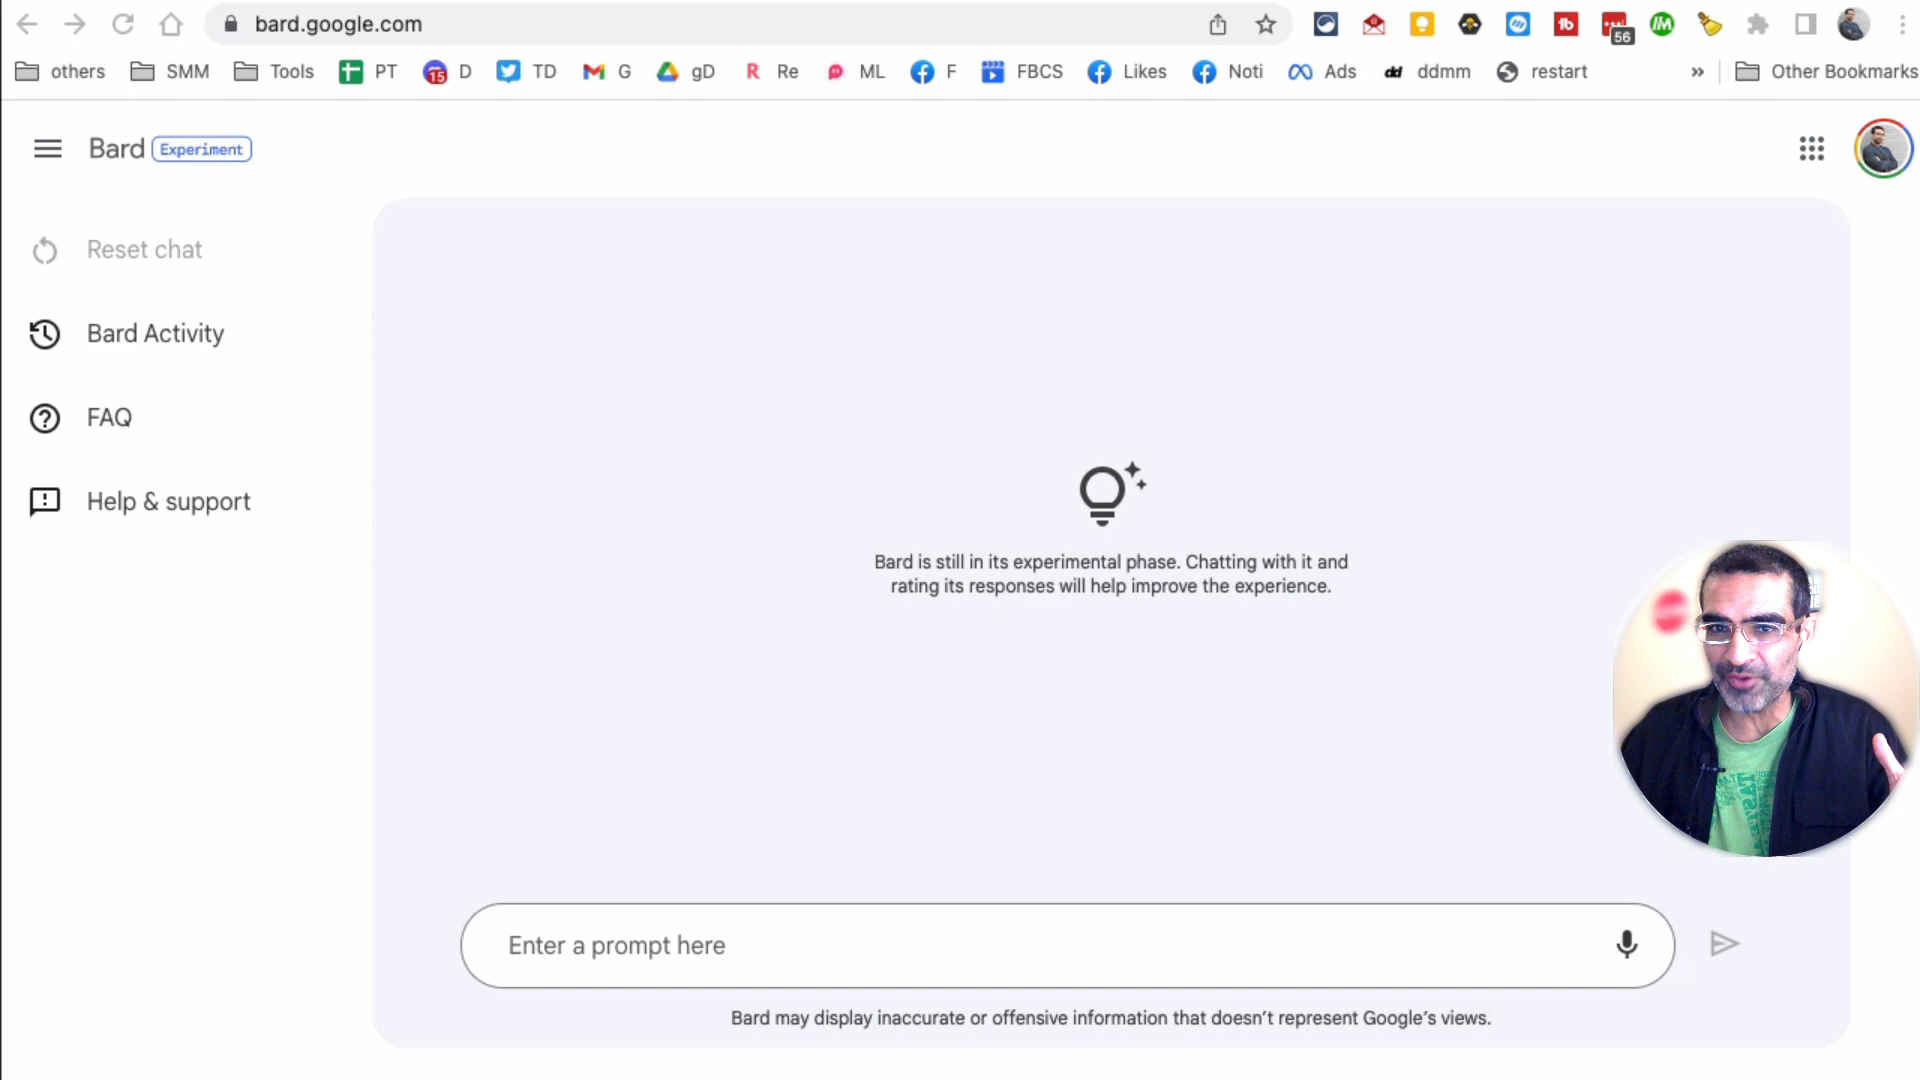 bard.google.com
56
others SMM Tools PT 15 D TD G gD R Re ML F FBCS Likes Noti Ads dd ddmm restart » Other Bookmarks
Bard Experiment
Reset chat
Bard Activity
FAQ
Help & support
Bard is still in its experimental phase. Chatting with it and
rating its responses will help improve the experience.
Enter a prompt here
Bard may display inaccurate or offensive information that doesn't represent Google's views.